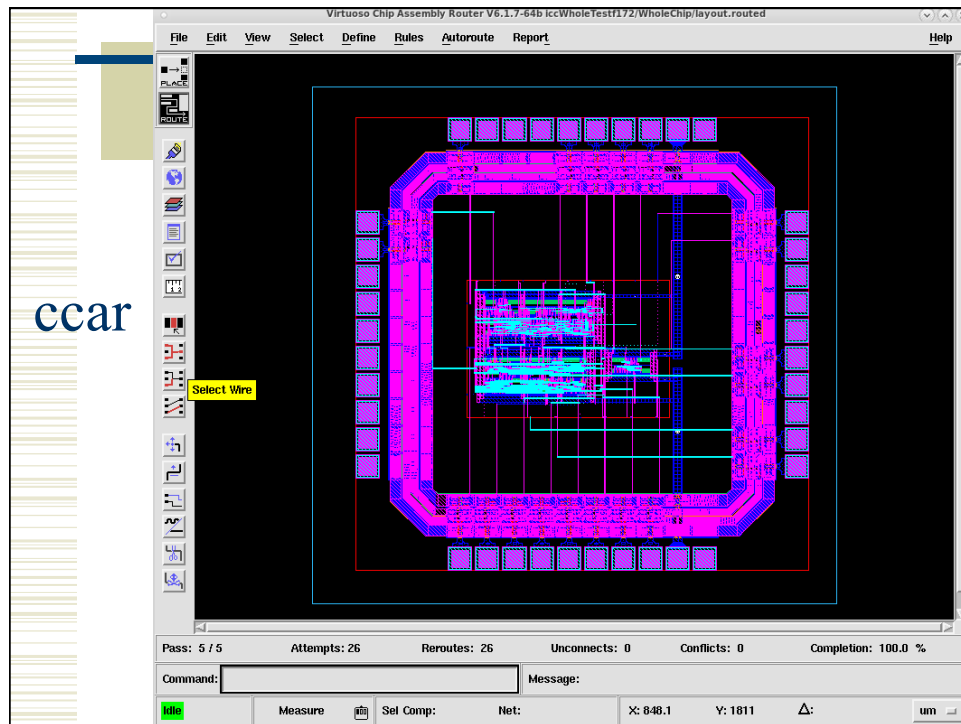 Virtuoso Chip Assembly Router V6.1.7-64b iccWholeTestf172/WholeChip/layout.routed
File Edit View Select Define Rules Autoroute Report Help
PLACE
ROUTE
ccar
Select Wire
Pass: 5 / 5 Attempts: 26 Reroutes: 26 Unconnects: 0 Conflicts: 0 Completion: 100.0 %
Command: Message:
Idle Measure Sel Comp: Net: X: 848.1 Y: 1811 Δ: um